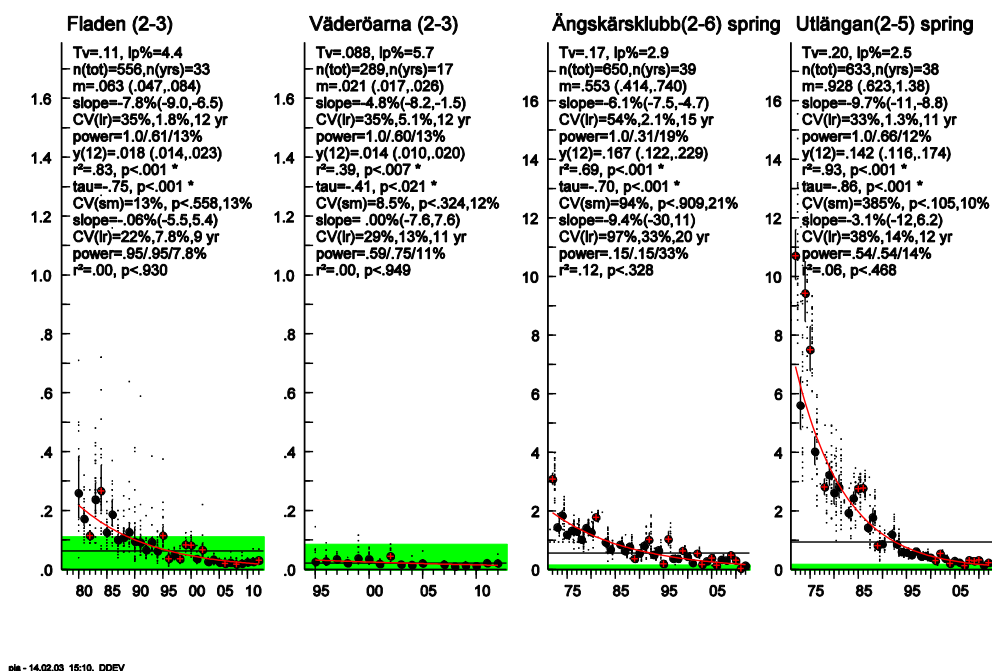 Fladen (2-3)
Tv=.11, lp%=4.4
n(tot)=556,n(yrs)=33
m=.063 (.047,.084)
slope=-7.8%(-9.0,-6.5)
CV(lr)=35%,1.8%,12 yr
power=1.0/.61/13%
y(12)=.018 (.014,.023)
r²=.83, p<.001 *
tau=-.75, p<.001 *
CV(sm)=13%, p<.558,13%
slope=-.06%(-5.5,5.4)
CV(lr)=22%,7.8%,9 yr
power=.95/.95/7.8%
r²=.00, p<.930
1.6
1.4
1.2
1.0
.8
.6
.4
.2
.0
80 85 90 95 00 05 10
Väderöarna (2-3)
Tv=.088, lp%=5.7
n(tot)=289,n(yrs)=17
m=.021 (.017,.026)
slope=-4.8%(-8.2,-1.5)
CV(lr)=35%,5.1%,12 yr
power=1.0/.60/13%
y(12)=.014 (.010,.020)
r²=.39, p<.007 *
tau=-.41, p<.021 *
CV(sm)=8.5%, p<.324,12%
slope= .00%(-7.6,7.6)
CV(lr)=29%,13%,11 yr
power=.59/.75/11%
r²=.00, p<.949
1.6
1.4
1.2
1.0
.8
.6
.4
.2
.0
95 00 05 10
Ängskärsklubb(2-6) spring
Tv=.17, lp%=2.9
n(tot)=650,n(yrs)=39
m=.553 (.414,.740)
slope=-6.1%(-7.5,-4.7)
CV(lr)=54%,2.1%,15 yr
power=1.0/.31/19%
y(12)=.167 (.122,.229)
r²=.69, p<.001 *
tau=-.70, p<.001 *
CV(sm)=94%, p<.909,21%
slope=-9.4%(-30,11)
CV(lr)=97%,33%,20 yr
power=.15/.15/33%
r²=.12, p<.328
16
14
12
10
8
6
4
2
0
75 85 95 05
Utlängan(2-5) spring
Tv=.20, lp%=2.5
n(tot)=633,n(yrs)=38
m=.928 (.623,1.38)
slope=-9.7%(-11,-8.8)
CV(lr)=33%,1.3%,11 yr
power=1.0/.66/12%
y(12)=.142 (.116,.174)
r²=.93, p<.001 *
tau=-.86, p<.001 *
CV(sm)=385%, p<.105,10%
slope=-3.1%(-12,6.2)
CV(lr)=38%,14%,12 yr
power=.54/.54/14%
r²=.06, p<.468
16
14
12
10
8
6
4
2
0
75 85 95 05
pia - 14.02.03 15:10, DDEV